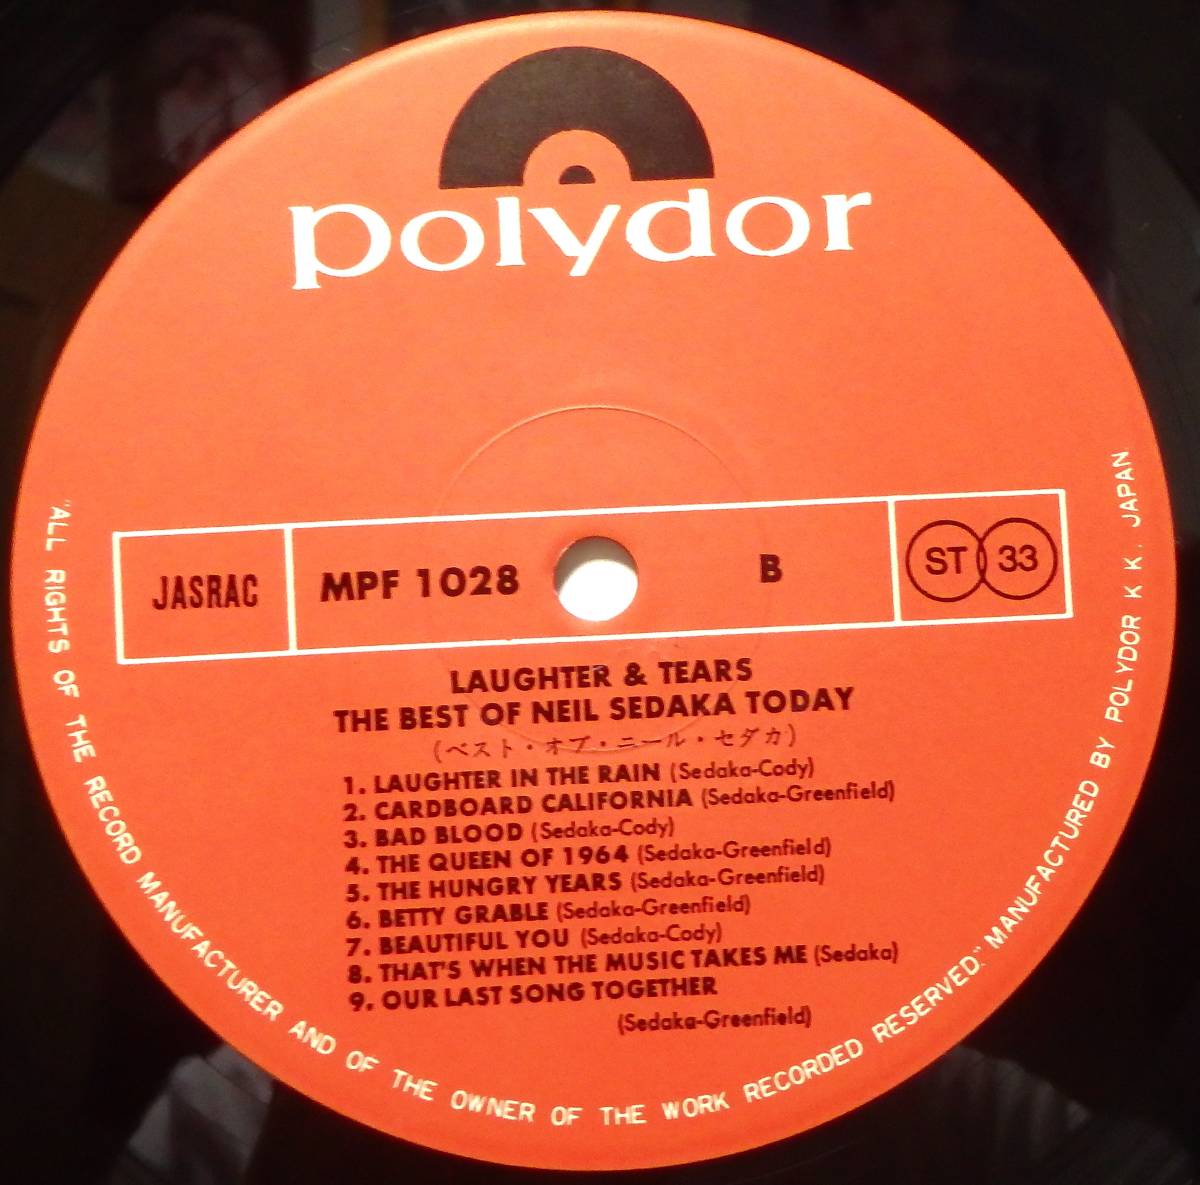 polydor
JASRAC
MPF 1028
B
ST 33
LAUGHTER & TEARS
THE BEST OF NEIL SEDAKA TODAY
(ベスト・オブ・ニール・セダカ)
1. LAUGHTER IN THE RAIN (Sedaka-Cody)
2. CARDBOARD CALIFORNIA (Sedaka-Greenfield)
3. BAD BLOOD (Sedaka-Cody)
4. THE QUEEN OF 1964 (Sedaka-Greenfield)
5. THE HUNGRY YEARS (Sedaka-Greenfield)
6. BETTY GRABLE (Sedaka-Greenfield)
7. BEAUTIFUL YOU (Sedaka-Cody)
8. THAT'S WHEN THE MUSIC TAKES ME (Sedaka)
9. OUR LAST SONG TOGETHER
(Sedaka-Greenfield)
"ALL RIGHTS OF THE RECORD MANUFACTURER AND OF THE OWNER OF THE WORK RECORDED RESERVED." MANUFACTURED BY POLYDOR K K. JAPAN.